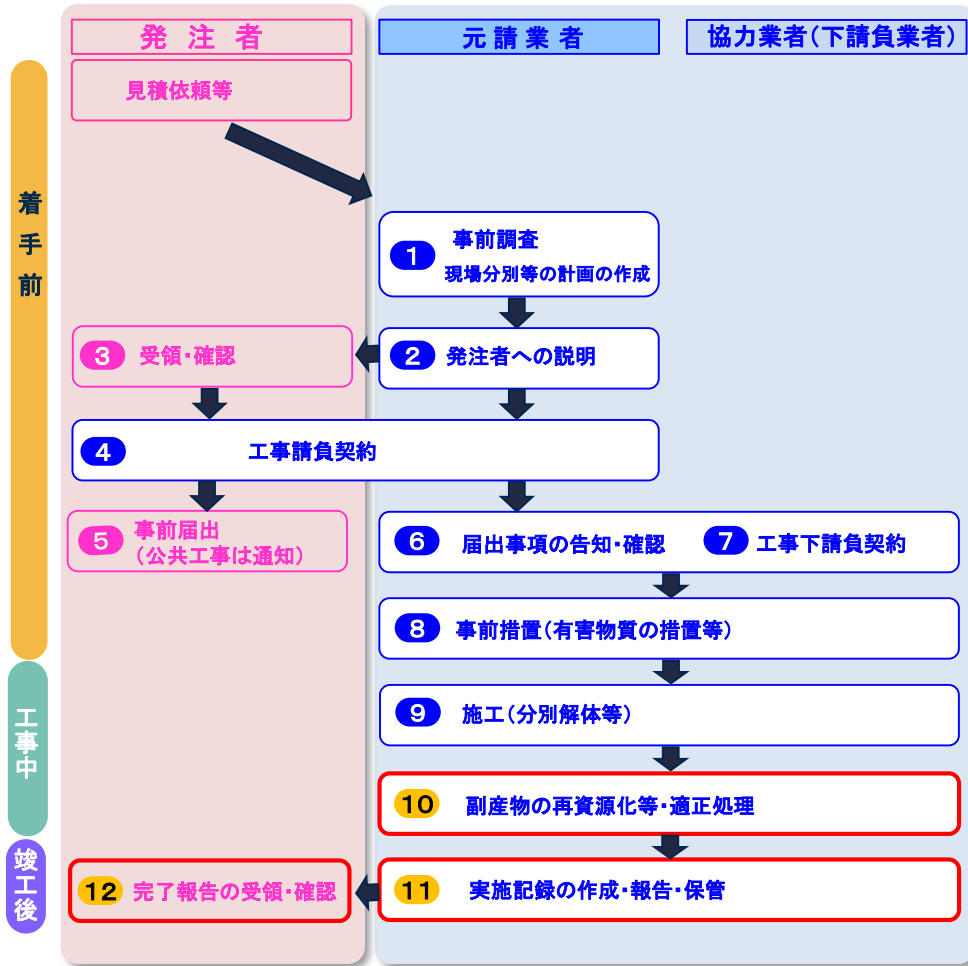 発注者
元請業者
協力業者(下請負業者)
見積依頼等
着手前
1
事前調査
現場分別等の計画の作成
3 受領・確認
2 発注者への説明
4 工事請負契約
5
事前届出
(公共工事は通知)
6 届出事項の告知・確認
7 工事下請負契約
8 事前措置(有害物質の措置等)
工事中
9 施工(分別解体等)
10 副産物の再資源化等・適正処理
竣工後
12 完了報告の受領・確認
11 実施記録の作成・報告・保管